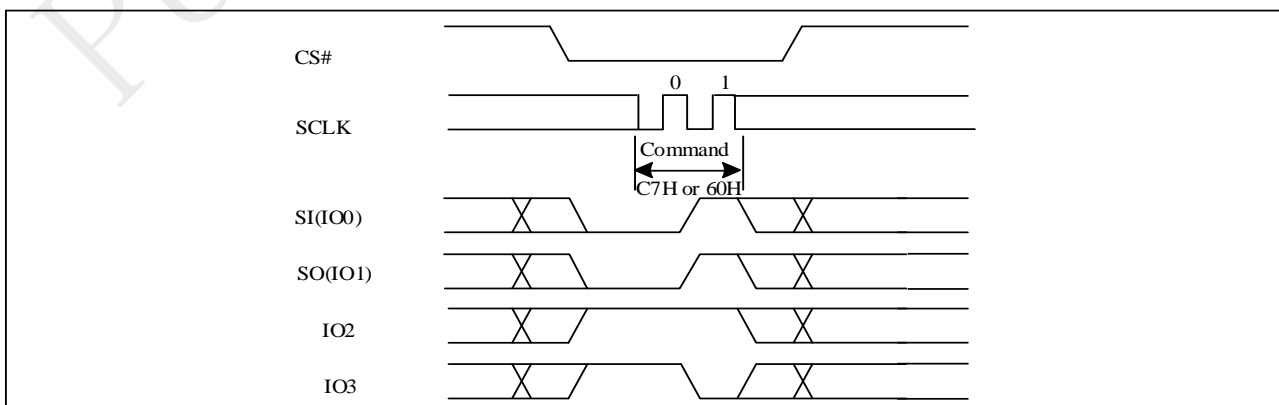 CS#
0 1
SCLK
Command
C7H or 60H
SI(IO0)
SO(IO1)
IO2
IO3